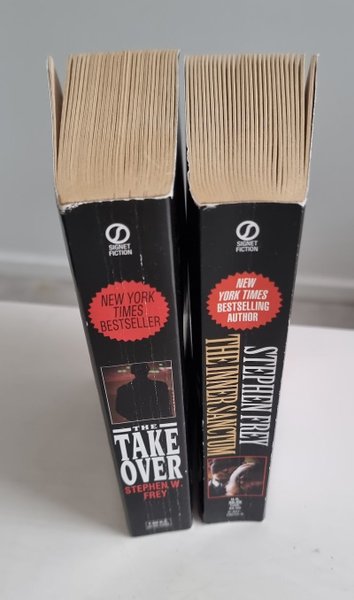 SIGNET
FICTION
NEW YORK
TIMES
BESTSELLER
THE
TAKE
OVER
STEPHEN W.
FREY
SIGNET
FICTION
NEW
YORK TIMES
BESTSELLING
AUTHOR
STEPHEN FREY
THE INNER SANCTUM